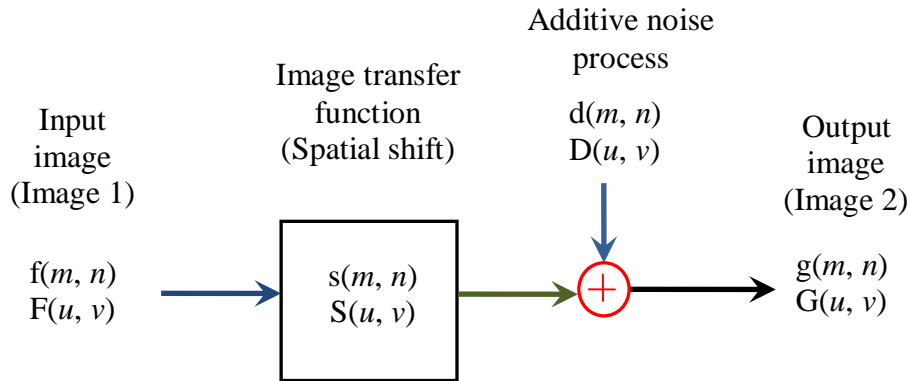 Input
image
(Image 1)
f(m, n)
F(u, v)
Image transfer
function
(Spatial shift)
s(m, n)
S(u, v)
Additive noise
process
d(m, n)
D(u, v)
+
Output
image
(Image 2)
g(m, n)
G(u, v)